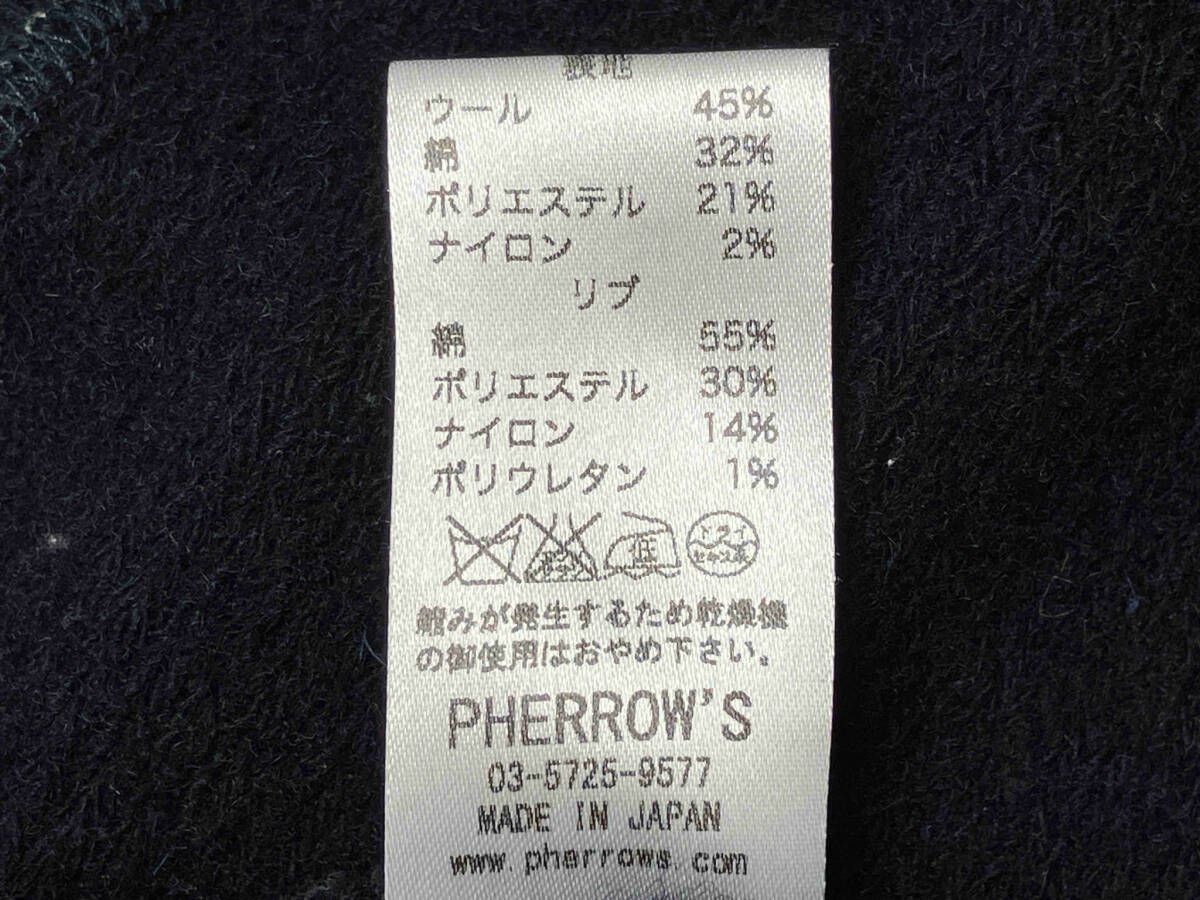 表地
ウール 45%
綿 32%
ポリエステル 21%
ナイロン 2%
リブ
綿 55%
ポリエステル 30%
ナイロン 14%
ポリウレタン 1%
低
縮みが発生するため乾燥機
の御使用はおやめ下さい。
PHERROW'S
03-5725-9577
MADE IN JAPAN
www.pherrows.com